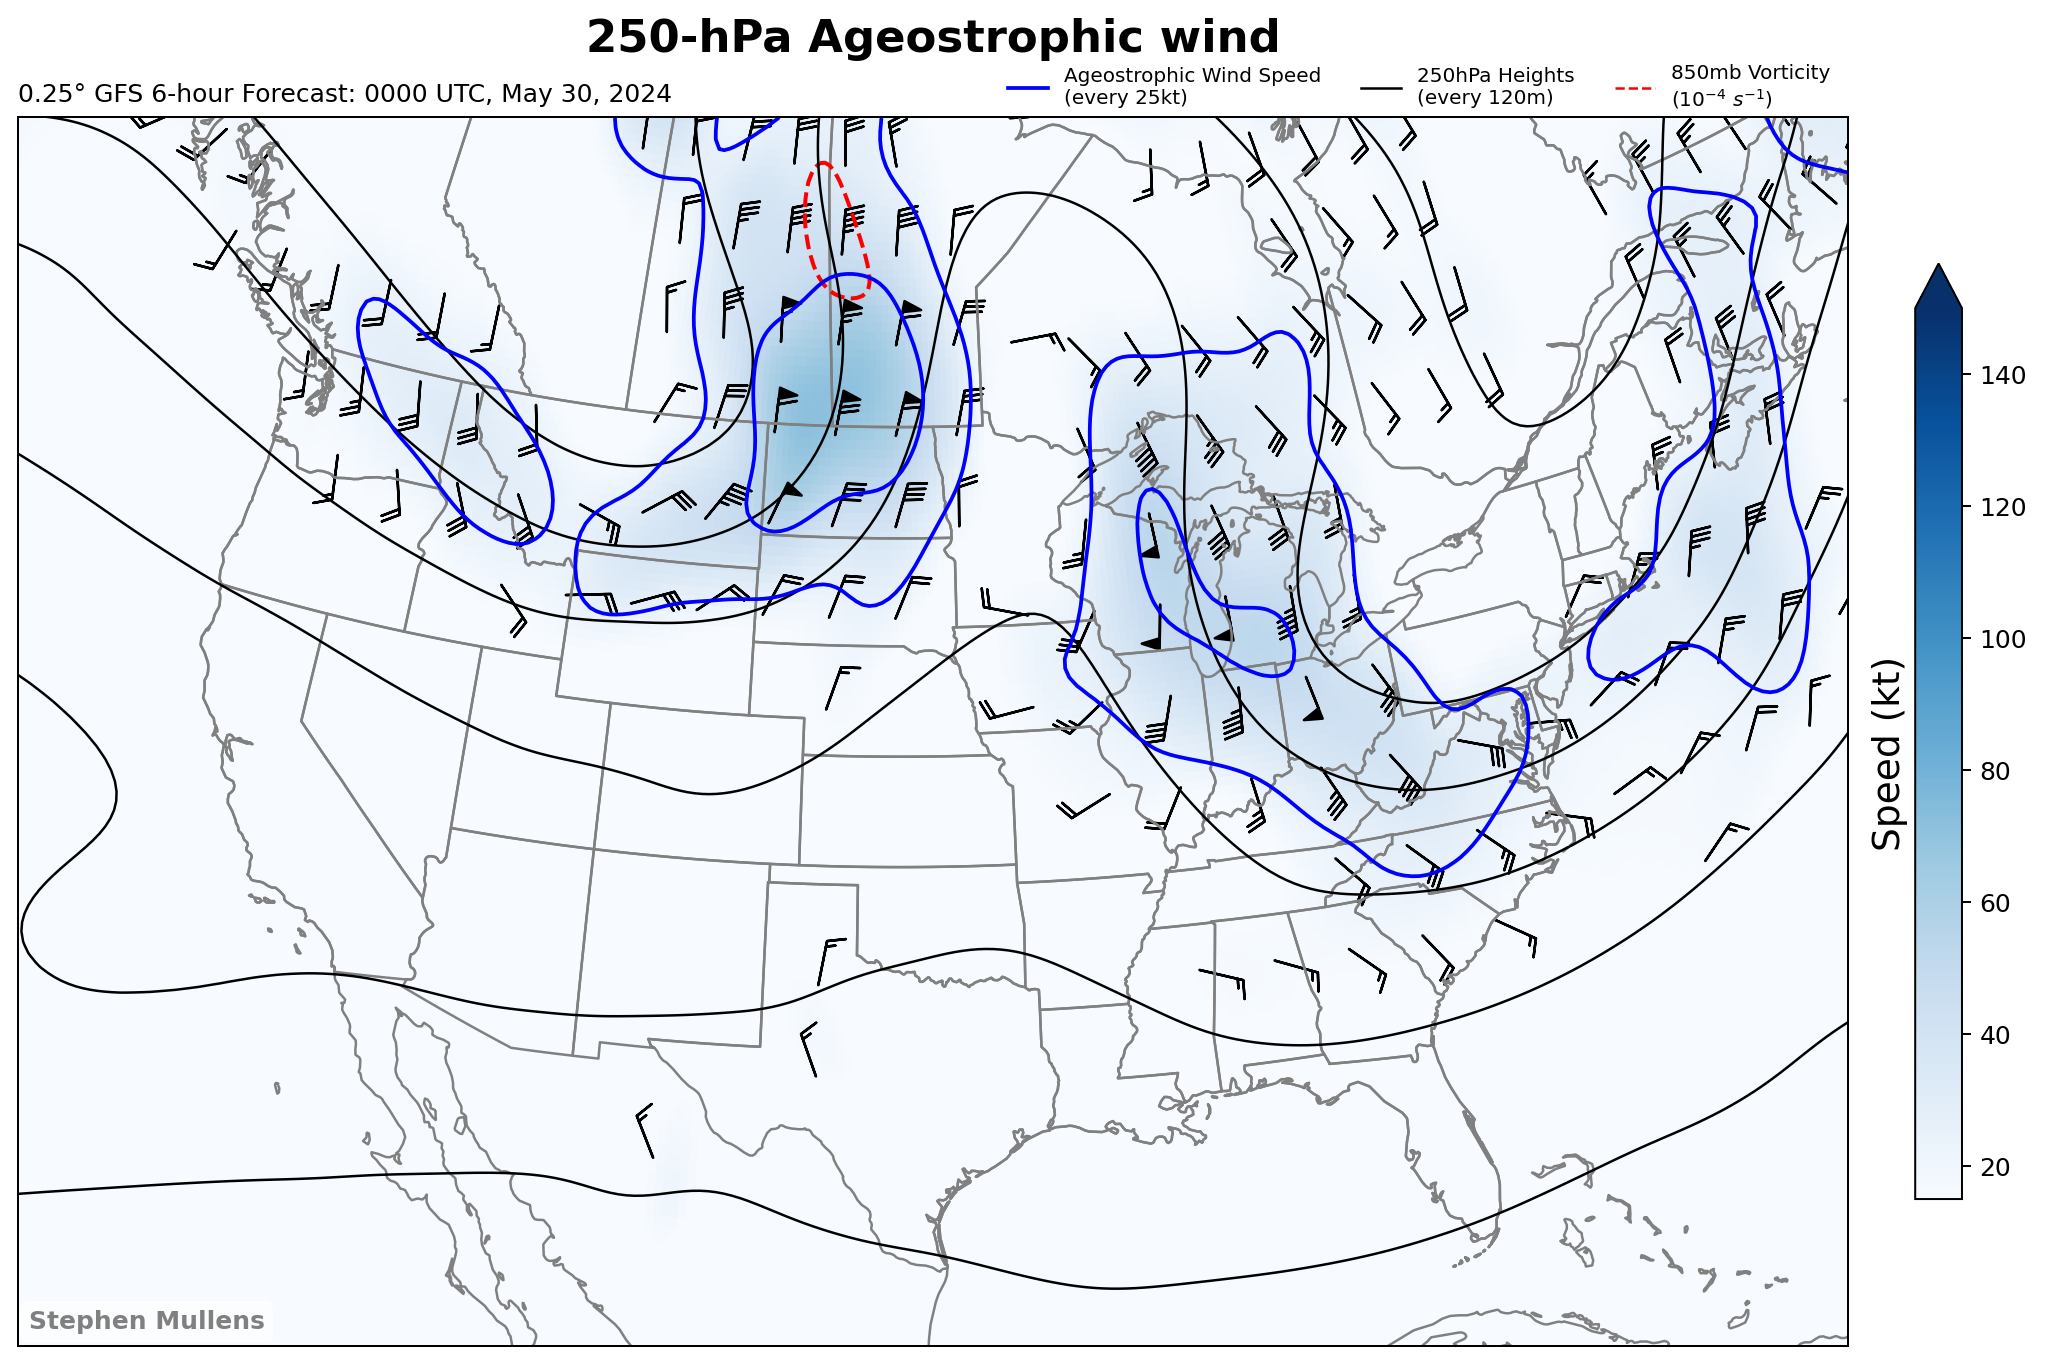 250-hPa Ageostrophic wind
0.25° GFS 6-hour Forecast: 0000 UTC, May 30, 2024
Ageostrophic Wind Speed
(every 25kt)
250hPa Heights
(every 120m)
850mb Vorticity
(10⁻⁴ s⁻¹)
140
120
100
80
60
40
20
Speed (kt)
Stephen Mullens